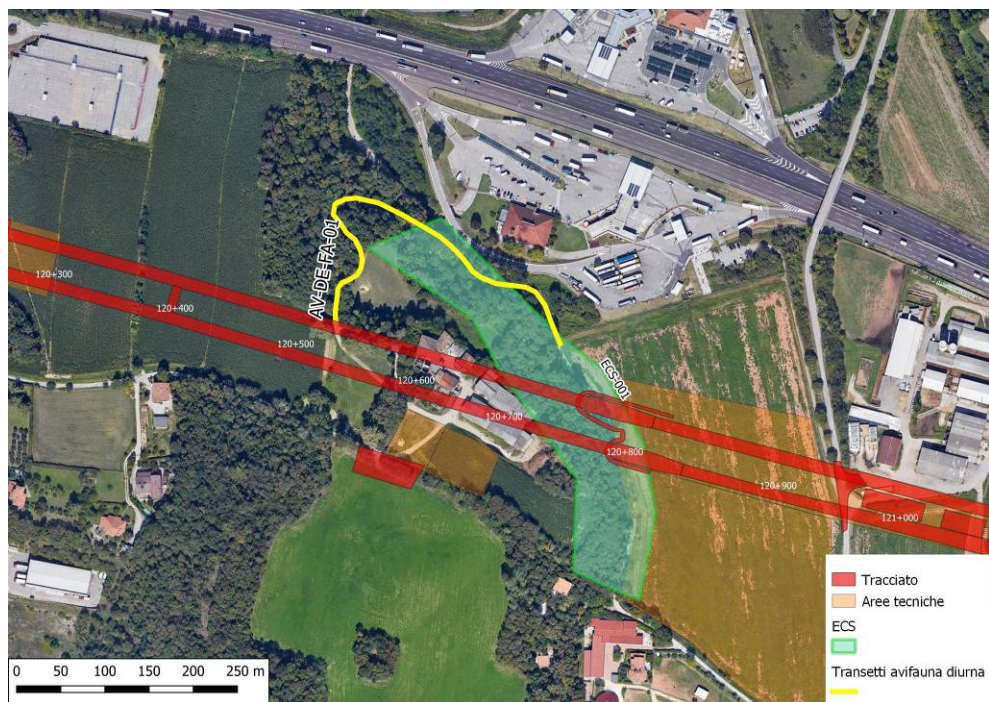 AV-DE-FA-01
120+300
120+400
120+500
120+600
120+700
ECS-001
120+800
120+900
121+000
Tracciato
Aree tecniche
ECS
Transetti avifauna diurna
0 50 100 150 200 250 m